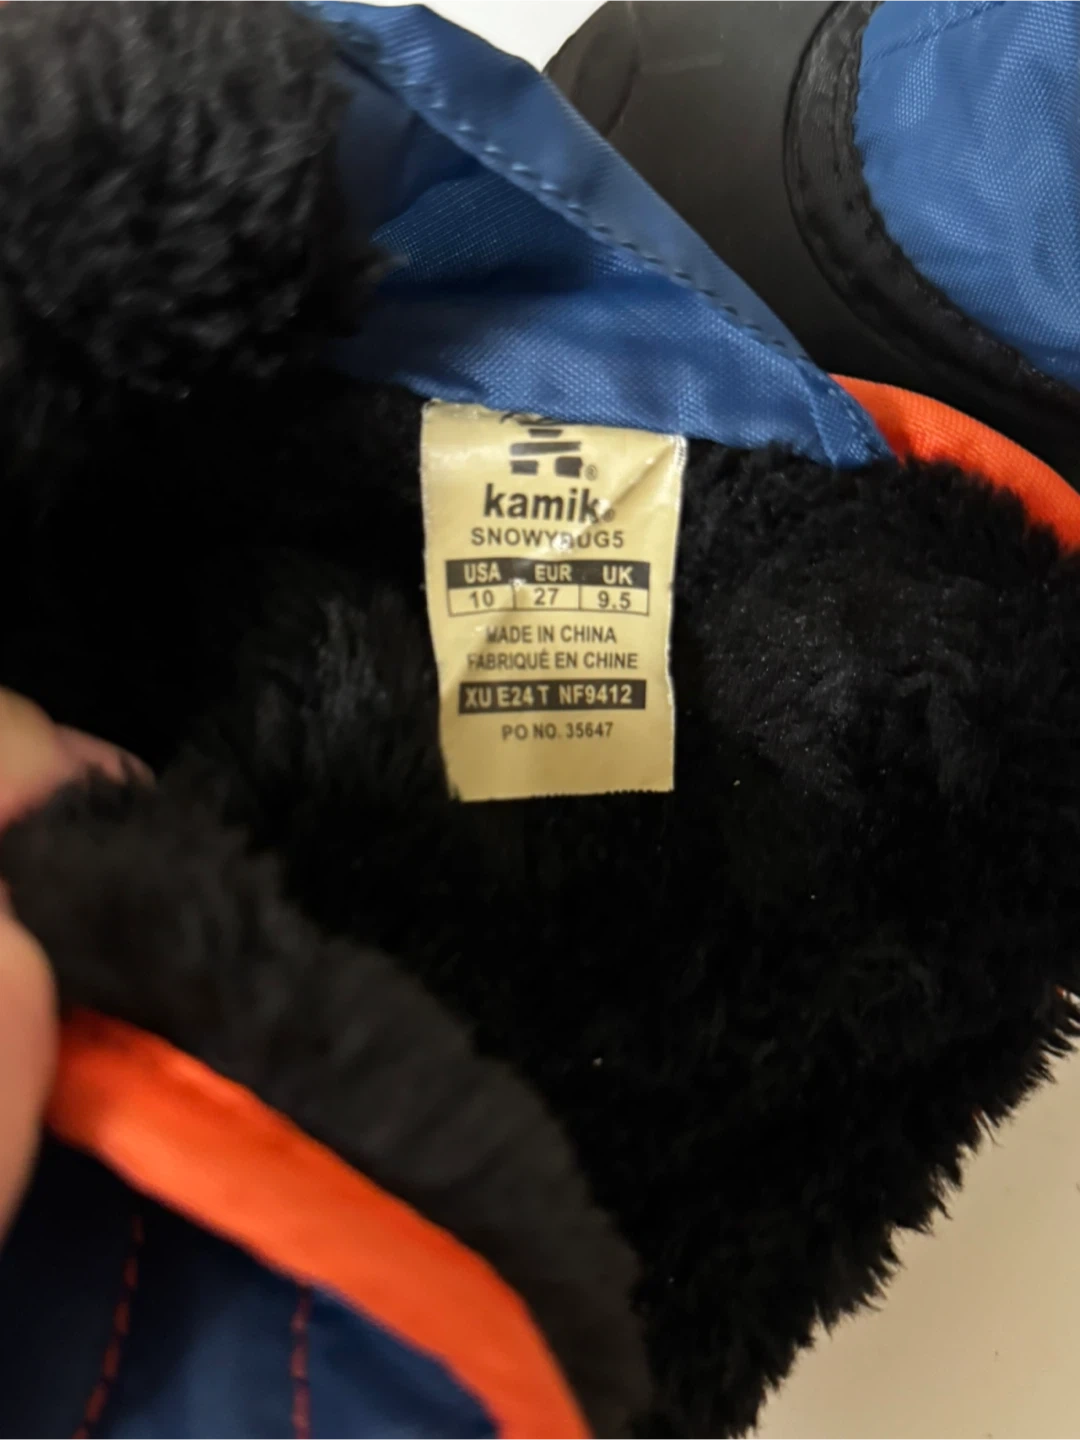 kamik®
SNOWYBUG5
USA EUR UK
10 27 9.5
MADE IN CHINA
FABRIQUÉ EN CHINE
XU E24 T NF9412
PO NO. 35647